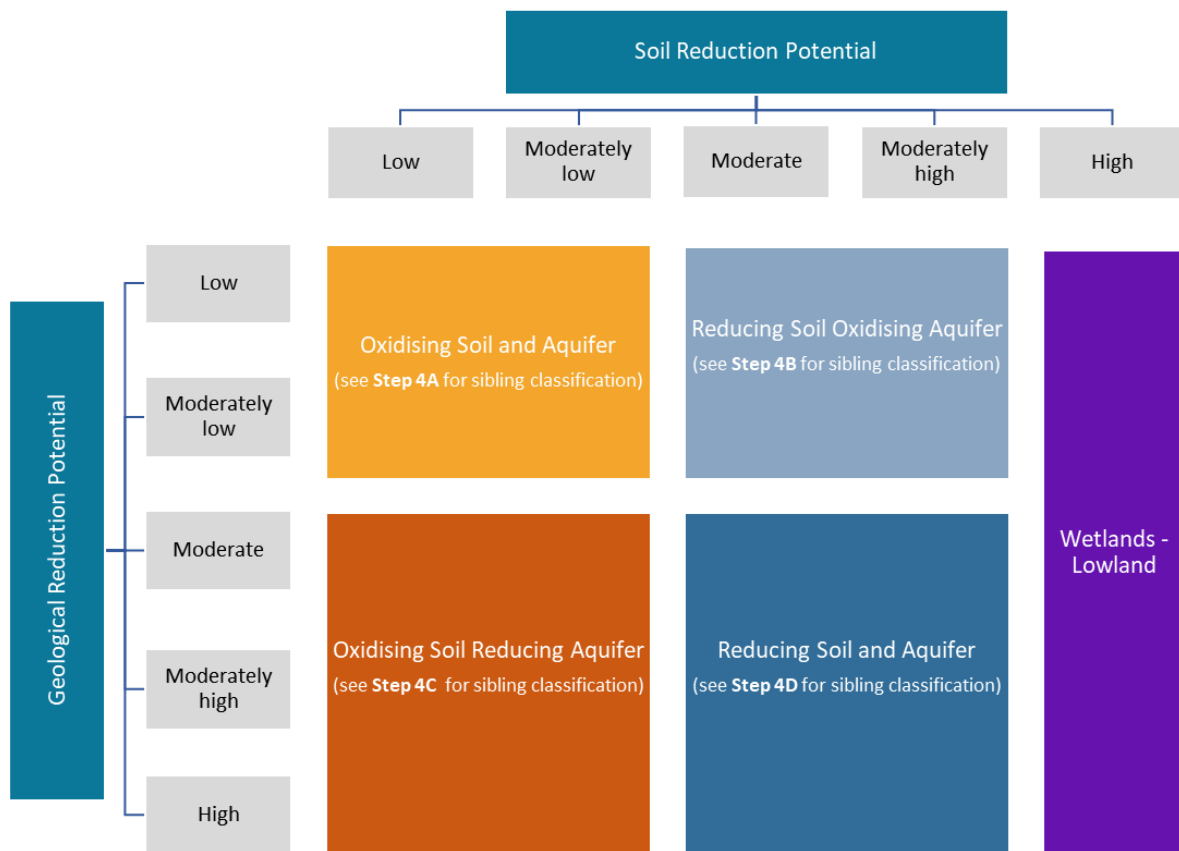 Soil Reduction Potential
Low
Moderately
low
Moderate
Moderately
high
High
Geological Reduction Potential
Low
Moderately
low
Moderate
Moderately
high
High
Oxidising Soil and Aquifer
(see Step 4A for sibling classification)
Reducing Soil Oxidising Aquifer
(see Step 4B for sibling classification)
Oxidising Soil Reducing Aquifer
(see Step 4C for sibling classification)
Reducing Soil and Aquifer
(see Step 4D for sibling classification)
Wetlands -
Lowland